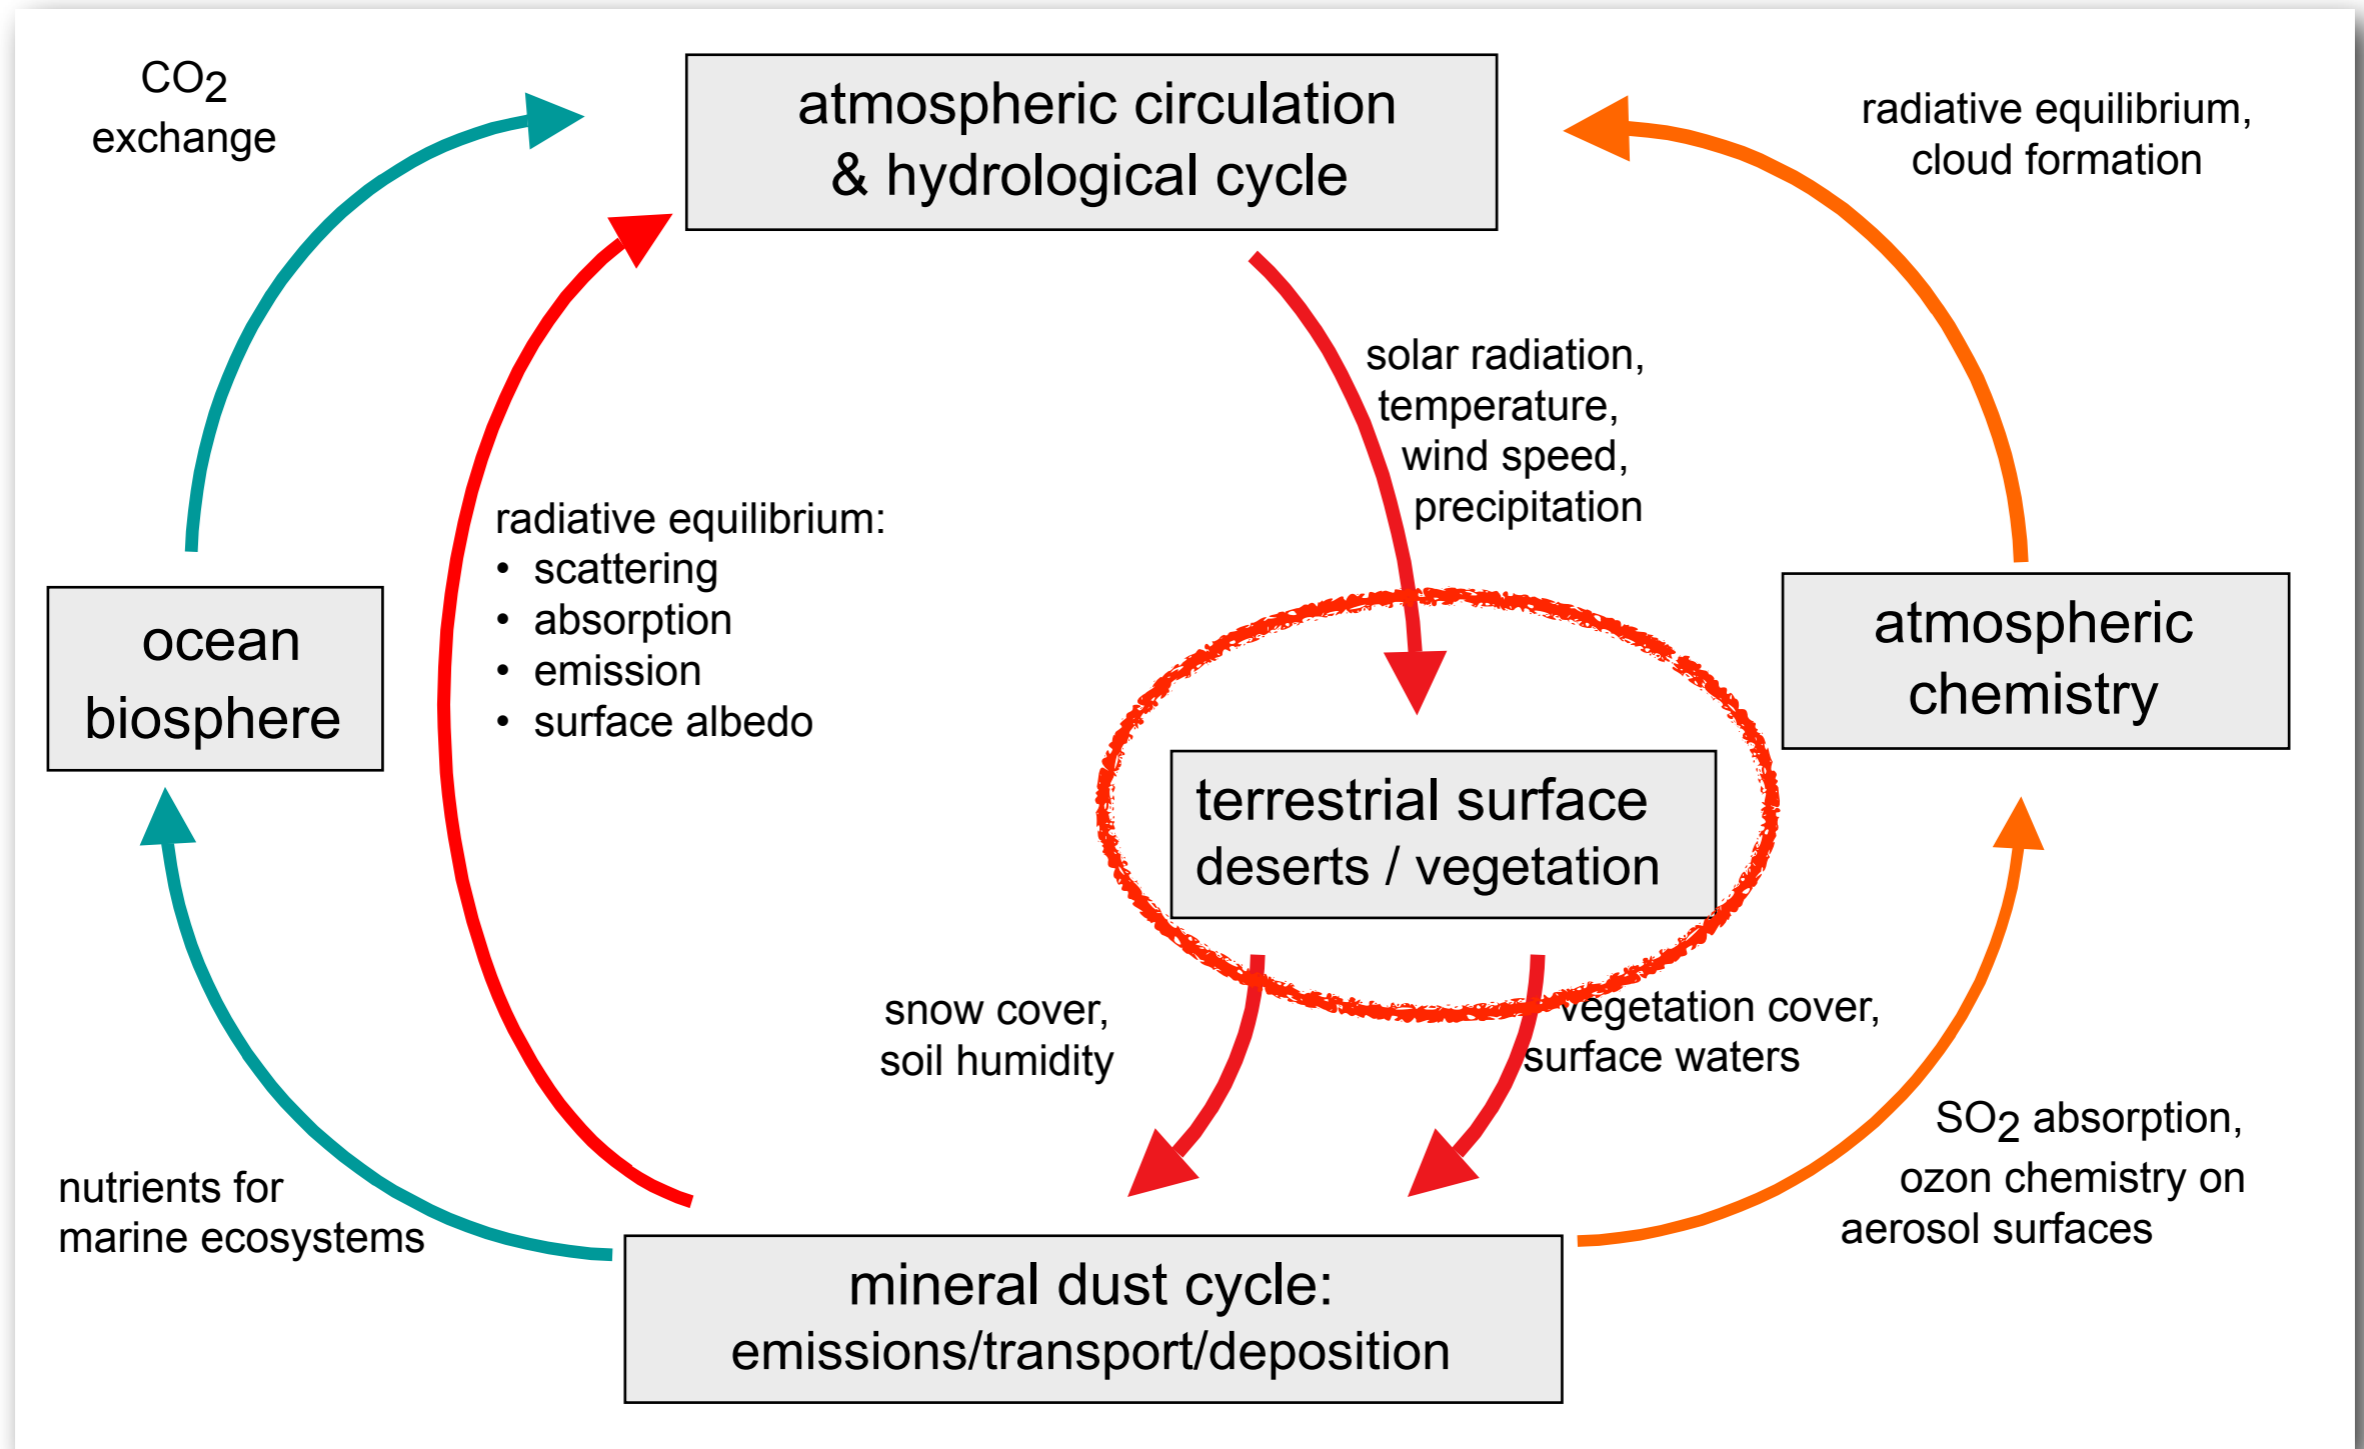 CO2
exchange
atmospheric circulation
& hydrological cycle
radiative equilibrium,
cloud formation
solar radiation,
temperature,
wind speed,
precipitation
radiative equilibrium:
• scattering
• absorption
• emission
• surface albedo
ocean
biosphere
atmospheric
chemistry
terrestrial surface
deserts / vegetation
snow cover,
soil humidity
vegetation cover,
surface waters
SO2 absorption,
ozon chemistry on
aerosol surfaces
nutrients for
marine ecosystems
mineral dust cycle:
emissions/transport/deposition